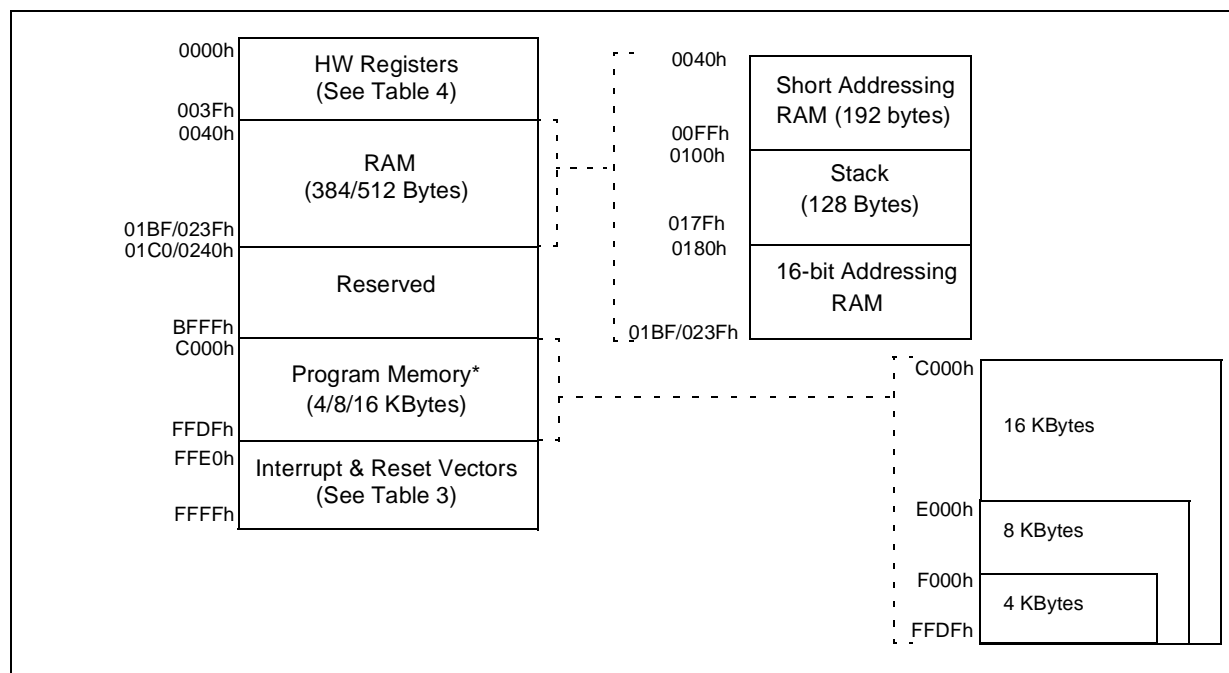 0000h
HW Registers
(See Table 4)
003Fh
0040h
RAM
(384/512 Bytes)
01BF/023Fh
01C0/0240h
Reserved
BFFFh
C000h
Program Memory*
(4/8/16 KBytes)
FFDFh
FFE0h
Interrupt & Reset Vectors
(See Table 3)
FFFFh
0040h
Short Addressing
RAM (192 bytes)
00FFh
0100h
Stack
(128 Bytes)
017Fh
0180h
16-bit Addressing
RAM
01BF/023Fh
C000h
16 KBytes
E000h
8 KBytes
F000h
4 KBytes
FFDFh